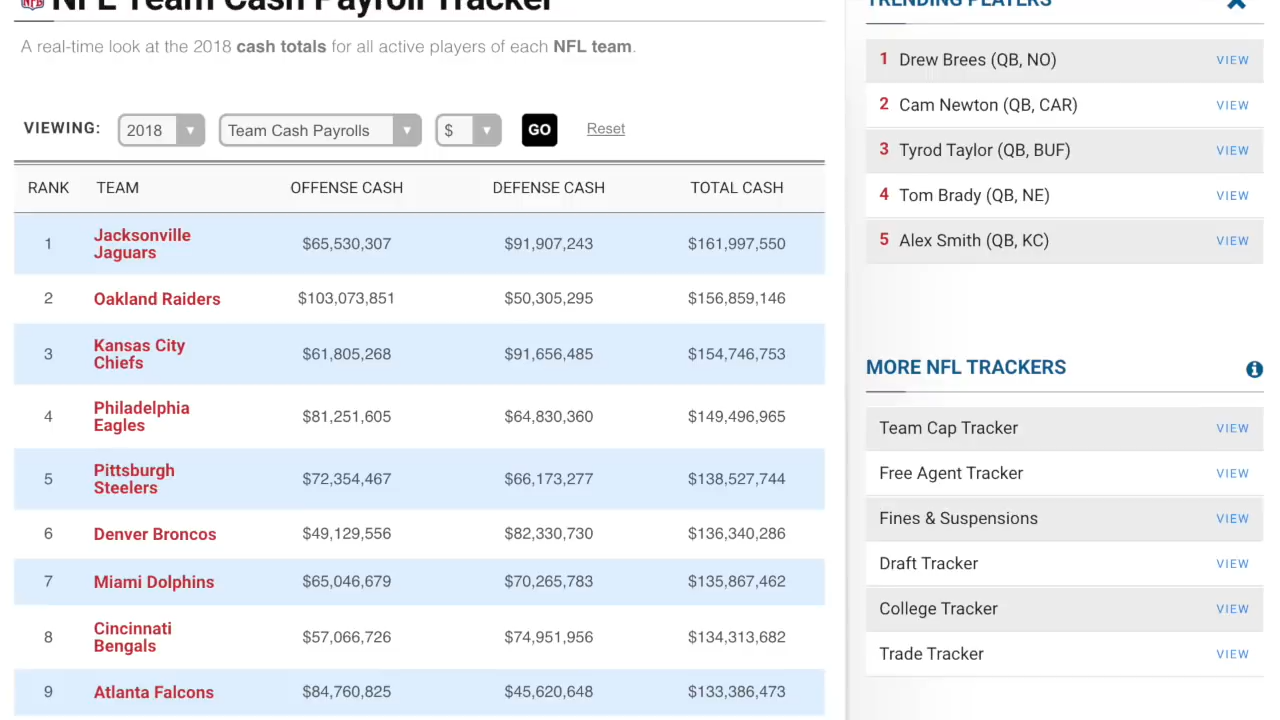 NFL Team Cash Payroll Tracker
A real-time look at the 2018 cash totals for all active players of each NFL team.
VIEWING: 2018 Team Cash Payrolls $ GO Reset
RANK TEAM OFFENSE CASH DEFENSE CASH TOTAL CASH
1 Jacksonville Jaguars $65,530,307 $91,907,243 $161,997,550
2 Oakland Raiders $103,073,851 $50,305,295 $156,859,146
3 Kansas City Chiefs $61,805,268 $91,656,485 $154,746,753
4 Philadelphia Eagles $81,251,605 $64,830,360 $149,496,965
5 Pittsburgh Steelers $72,354,467 $66,173,277 $138,527,744
6 Denver Broncos $49,129,556 $82,330,730 $136,340,286
7 Miami Dolphins $65,046,679 $70,265,783 $135,867,462
8 Cincinnati Bengals $57,066,726 $74,951,956 $134,313,682
9 Atlanta Falcons $84,760,825 $45,620,648 $133,386,473
TRENDING PLAYERS
1 Drew Brees (QB, NO) VIEW
2 Cam Newton (QB, CAR) VIEW
3 Tyrod Taylor (QB, BUF) VIEW
4 Tom Brady (QB, NE) VIEW
5 Alex Smith (QB, KC) VIEW
MORE NFL TRACKERS
Team Cap Tracker VIEW
Free Agent Tracker VIEW
Fines & Suspensions VIEW
Draft Tracker VIEW
College Tracker VIEW
Trade Tracker VIEW